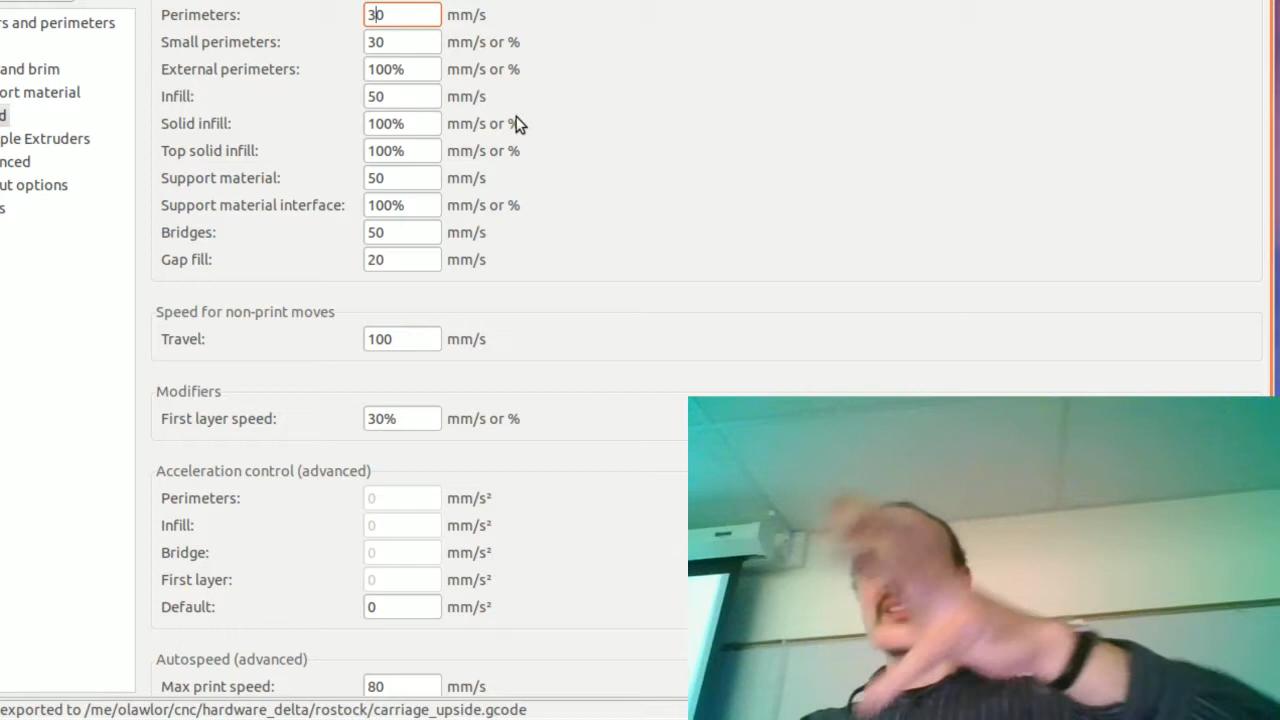 Perimeters: 30 mm/s
rs and perimeters
Small perimeters: 30 mm/s or %
and brim
External perimeters: 100% mm/s or %
ort material
Infill: 50 mm/s
d
Solid infill: 100% mm/s or %
ple Extruders
Top solid infill: 100% mm/s or %
nced
Support material: 50 mm/s
ut options
Support material interface: 100% mm/s or %
s
Bridges: 50 mm/s
Gap fill: 20 mm/s
Speed for non-print moves
Travel: 100 mm/s
Modifiers
First layer speed: 30% mm/s or %
Acceleration control (advanced)
Perimeters: 0 mm/s²
Infill: 0 mm/s²
Bridge: 0 mm/s²
First layer: 0 mm/s²
Default: 0 mm/s²
Autospeed (advanced)
Max print speed: 80 mm/s
exported to /me/olawlor/cnc/hardware_delta/rostock/carriage_upside.gcode